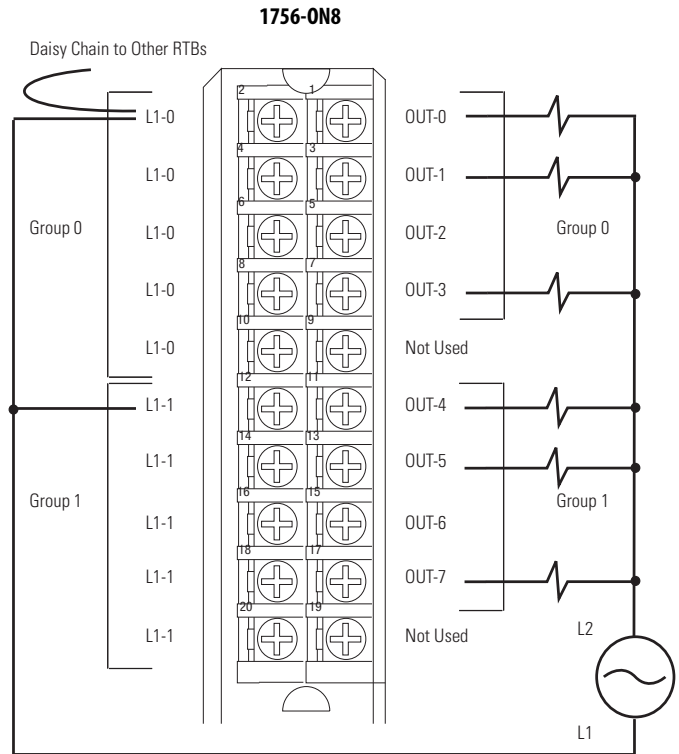 1756-ON8
Daisy Chain to Other RTBs
L1-0 2 1 OUT-0
L1-0 4 3 OUT-1
Group 0 L1-0 6 5 OUT-2 Group 0
L1-0 8 7 OUT-3
L1-0 10 9 Not Used
L1-1 12 11 OUT-4
L1-1 14 13 OUT-5
Group 1 L1-1 16 15 OUT-6 Group 1
L1-1 18 17 OUT-7
L1-1 20 19 Not Used
L2
L1